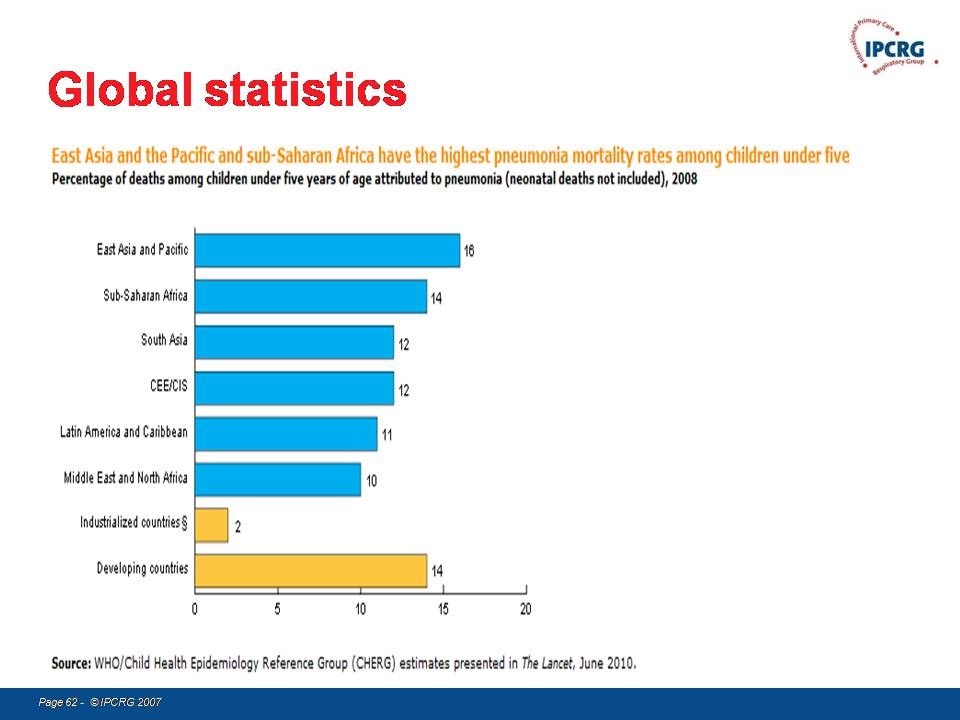 International Primary Care
IPCRG
Respiratory Group
Global statistics
East Asia and the Pacific and sub-Saharan Africa have the highest pneumonia mortality rates among children under five
Percentage of deaths among children under five years of age attributed to pneumonia (neonatal deaths not included), 2008
East Asia and Pacific 16
Sub-Saharan Africa 14
South Asia 12
CEE/CIS 12
Latin America and Caribbean 11
Middle East and North Africa 10
Industrialized countries § 2
Developing countries 14
0 5 10 15 20
Source: WHO/Child Health Epidemiology Reference Group (CHERG) estimates presented in The Lancet, June 2010.
Page 62 - © IPCRG 2007